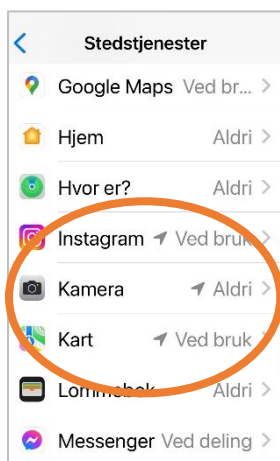 Stedstjenester
Google Maps Ved br...
Hjem Aldri
Hvor er? Aldri
Instagram Ved bruk
Kamera Aldri
Kart Ved bruk
Lommebok Aldri
Messenger Ved deling